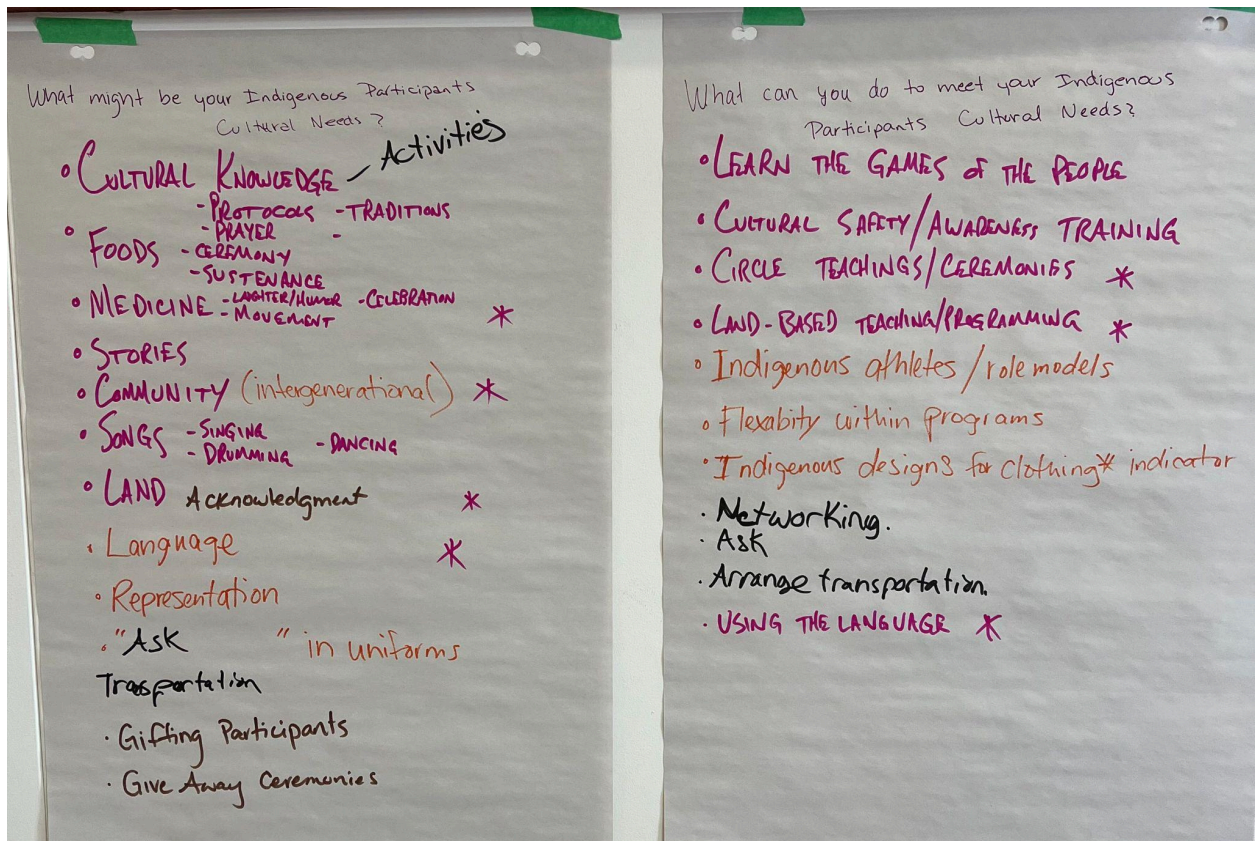 What might be your Indigenous Participants
Cultural Needs?
• CULTURAL KNOWLEDGE — Activities
- PROTOCOLS - TRADITIONS
- PRAYER -
• FOODS - CEREMONY
- SUSTENANCE
• MEDICINE - LAUGHTER/HUMOR - CELEBRATION
- MOVEMENT *
• STORIES
• COMMUNITY (intergenerational) *
• SONGS - SINGING
- DRUMMING - DANCING
• LAND Acknowledgment *
• Language *
• Representation
• " Ask " in uniforms
Trasportation
• Gifting Participants
• Give Away Ceremonies
What can you do to meet your Indigenous
Participants Cultural Needs?
• LEARN THE GAMES of THE PEOPLE
• CULTURAL SAFETY/AWARENESS TRAINING
• CIRCLE TEACHINGS/CEREMONIES *
• LAND-BASED TEACHING/PROGRAMMING *
• Indigenous athletes/role models
• Flexabity within programs
• Indigenous designs for clothing* indicator
• Networking.
• Ask
• Arrange transportation.
• USING THE LANGUAGE *